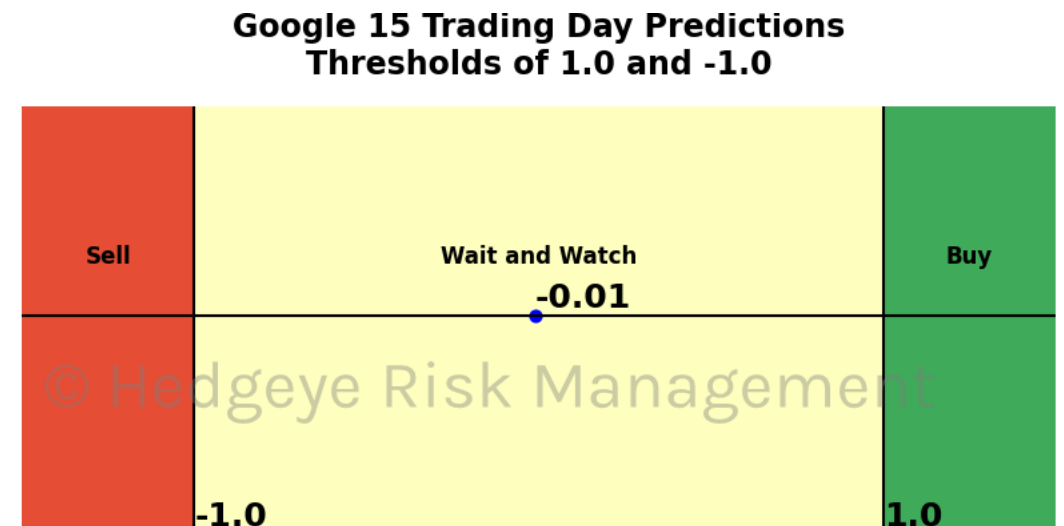 Google 15 Trading Day Predictions
Thresholds of 1.0 and -1.0
Sell
Wait and Watch
Buy
-0.01
© Hedgeye Risk Management
-1.0
1.0